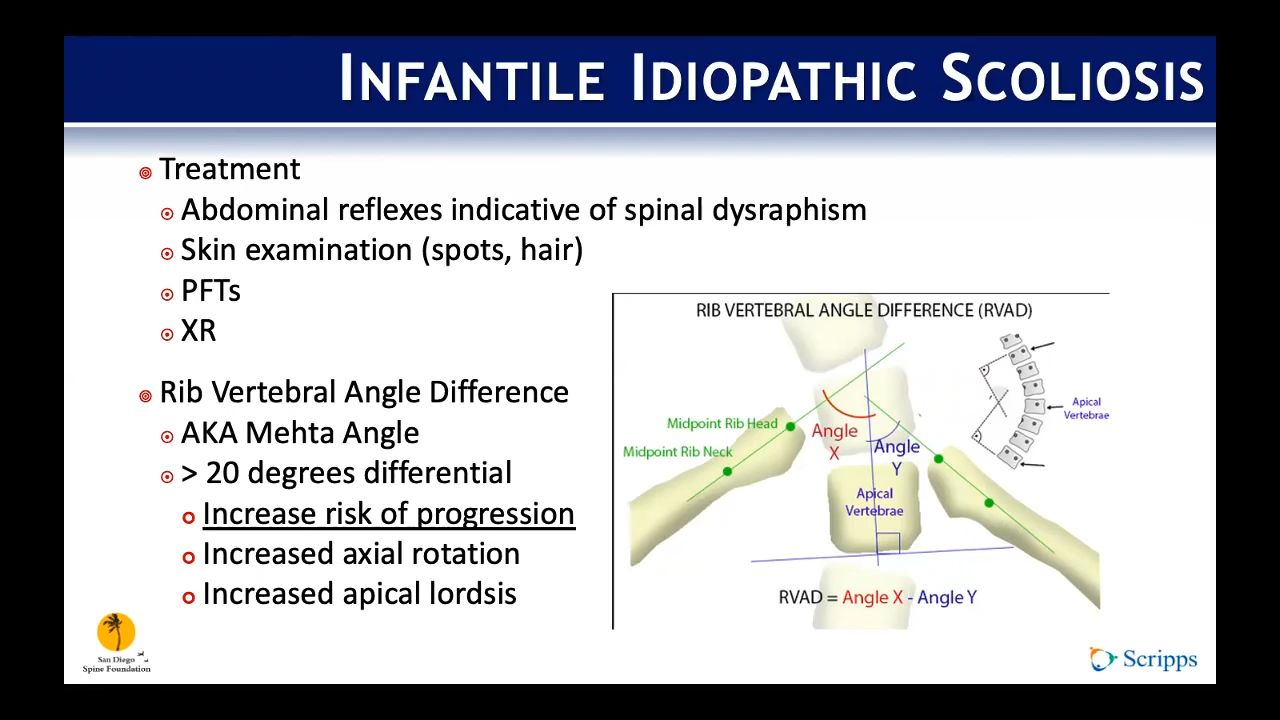 INFANTILE IDIOPATHIC SCOLIOSIS
Treatment
Abdominal reflexes indicative of spinal dysraphism
Skin examination (spots, hair)
PFTs
XR
Rib Vertebral Angle Difference
AKA Mehta Angle
> 20 degrees differential
Increase risk of progression
Increased axial rotation
Increased apical lordsis
RIB VERTEBRAL ANGLE DIFFERENCE (RVAD)
Midpoint Rib Head
Midpoint Rib Neck
Angle
X
Angle
Y
Apical
Vertebrae
Apical
Vertebrae
RVAD = Angle X - Angle Y
San Diego
Spine Foundation
Scripps